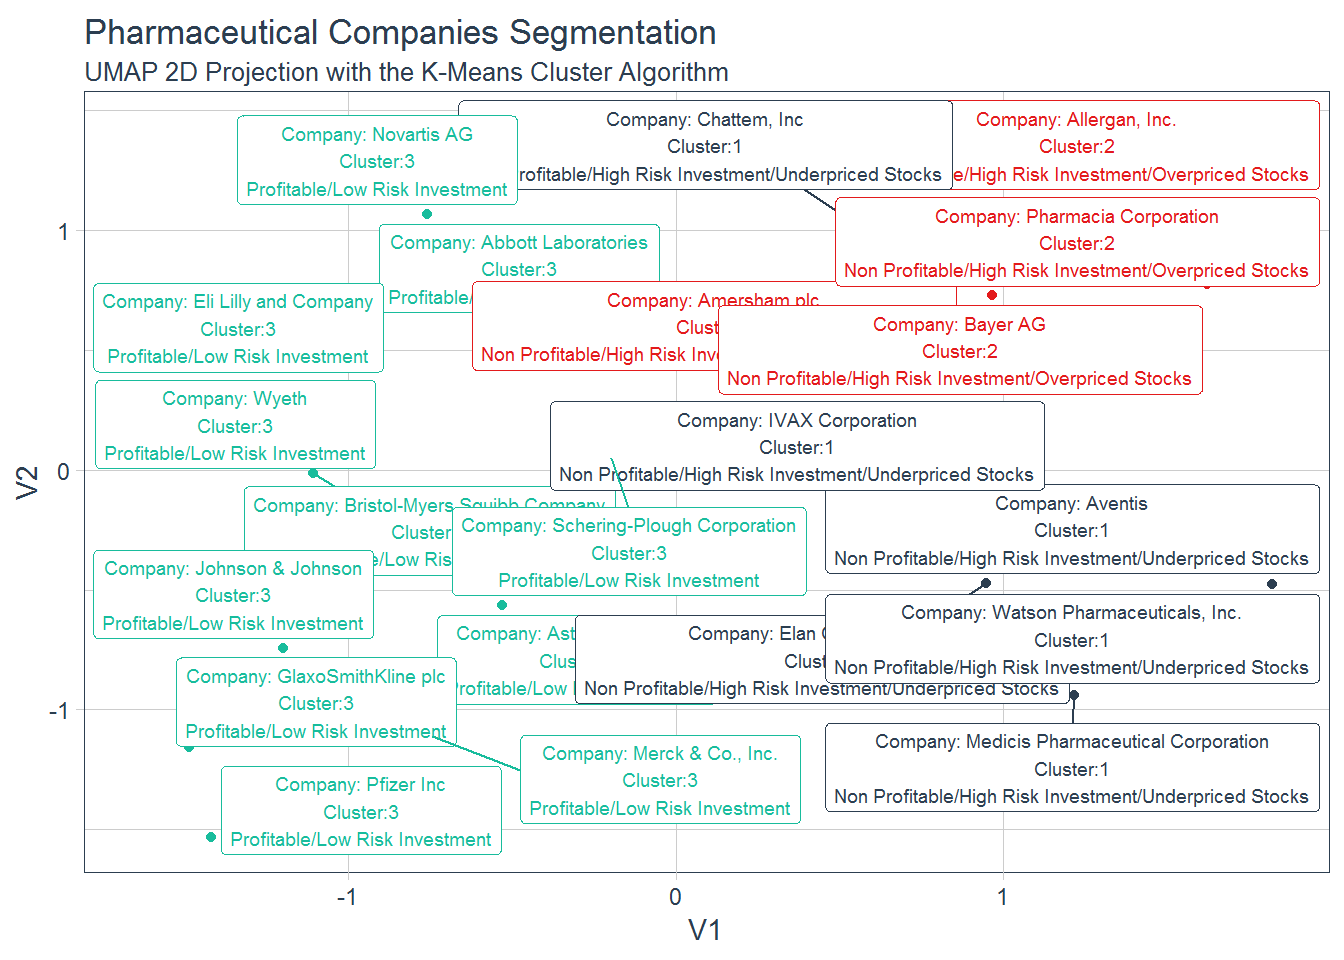 Pharmaceutical Companies Segmentation
UMAP 2D Projection with the K-Means Cluster Algorithm
Company: Novartis AG
Cluster:3
Profitable/Low Risk Investment
Company: Chattem, Inc
Cluster:1
rofitable/High Risk Investment/Underpriced Stocks
Company: Allergan, Inc.
Cluster:2
e/High Risk Investment/Overpriced Stocks
Company: Pharmacia Corporation
Cluster:2
Non Profitable/High Risk Investment/Overpriced Stocks
Company: Abbott Laboratories
Cluster:3
Profitable/
Company: Eli Lilly and Company
Cluster:3
Profitable/Low Risk Investment
Company: Amersham plc
Clust
Non Profitable/High Risk Inv
Company: Bayer AG
Cluster:2
Non Profitable/High Risk Investment/Overpriced Stocks
Company: Wyeth
Cluster:3
Profitable/Low Risk Investment
Company: IVAX Corporation
Cluster:1
Non Profitable/High Risk Investment/Underpriced Stocks
Company: Bristol-Myers Squibb Company
Cluster
e/Low Ris
Company: Schering-Plough Corporation
Cluster:3
Profitable/Low Risk Investment
Company: Aventis
Cluster:1
Non Profitable/High Risk Investment/Underpriced Stocks
Company: Johnson & Johnson
Cluster:3
Profitable/Low Risk Investment
Company: Ast
Clus
Profitable/Low
Company: Elan
Clust
Non Profitable/High Risk Investment/Underpriced Stocks
Company: Watson Pharmaceuticals, Inc.
Cluster:1
Non Profitable/High Risk Investment/Underpriced Stocks
Company: GlaxoSmithKline plc
Cluster:3
Profitable/Low Risk Investment
Company: Merck & Co., Inc.
Cluster:3
Profitable/Low Risk Investment
Company: Medicis Pharmaceutical Corporation
Cluster:1
Non Profitable/High Risk Investment/Underpriced Stocks
Company: Pfizer Inc
Cluster:3
Profitable/Low Risk Investment
1
0
-1
V2
-1
0
1
V1